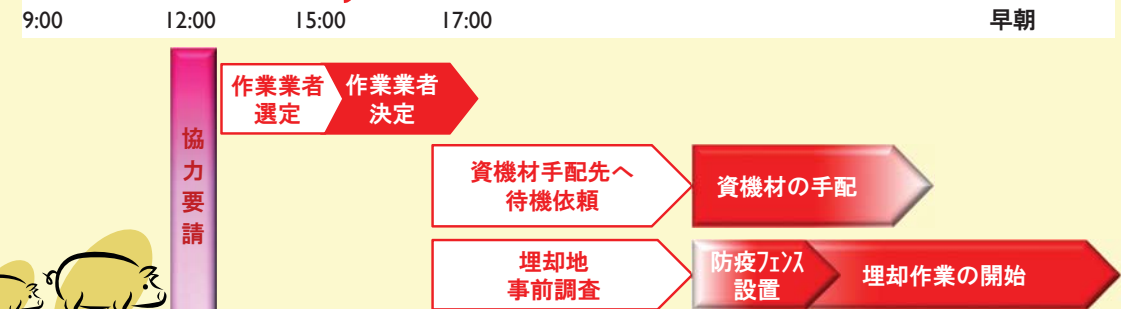 9:00 12:00 15:00 17:00 早朝
協力要請
作業業者
選定
作業業者
決定
資機材手配先へ
待機依頼
資機材の手配
埋却地
事前調査
防疫ﾌｪﾝｽ
設置
埋却作業の開始